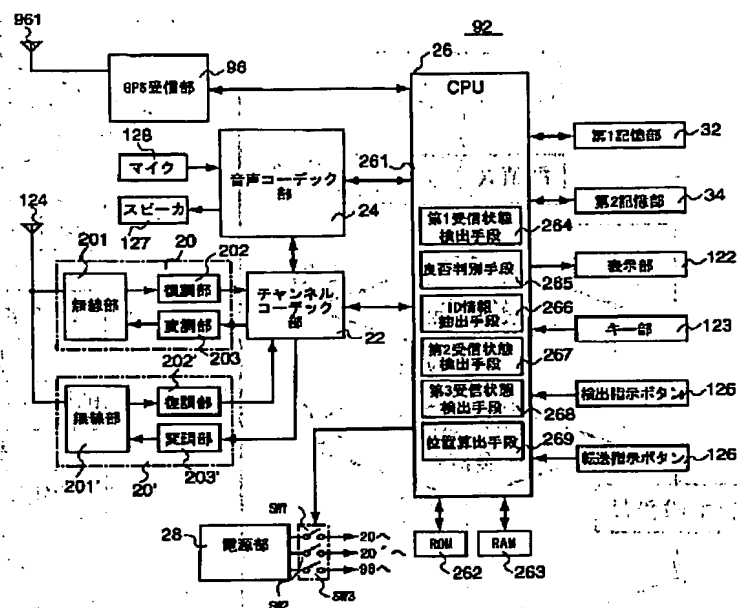 961
92
26
CPU
GPS受信部
96
128
マイク
音声コーデック
部
24
261
第1記憶部
32
第2記憶部
34
124
スピーカ
127
第1受信状態
検出手段
264
良否判別手段
265
表示部
122
201
20
202
無線部
復調部
変調部
203
チャンネル
コーデック
部
22
ID情報
抽出手段
266
キー部
123
第2受信状態
検出手段
267
202'
無線部
復調部
変調部
201'
203'
20'
第3受信状態
検出手段
268
検出指示ボタン
125
位置算出手段
269
転送指示ボタン
126
28
電源部
SW1
SW2
SW3
20へ
20'へ
96へ
ROM
262
RAM
263